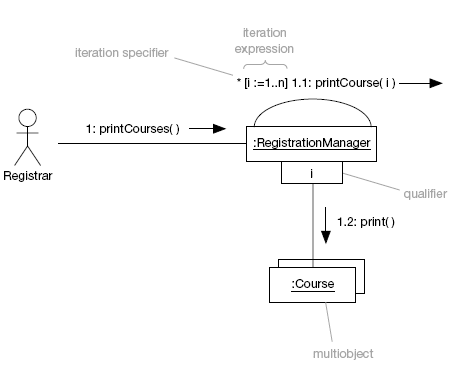 iteration
expression
iteration specifier
* [i :=1..n] 1.1: printCourse( i )
1: printCourses( )
:RegistrationManager
Registrar
i
qualifier
1.2: print( )
:Course
multiobject